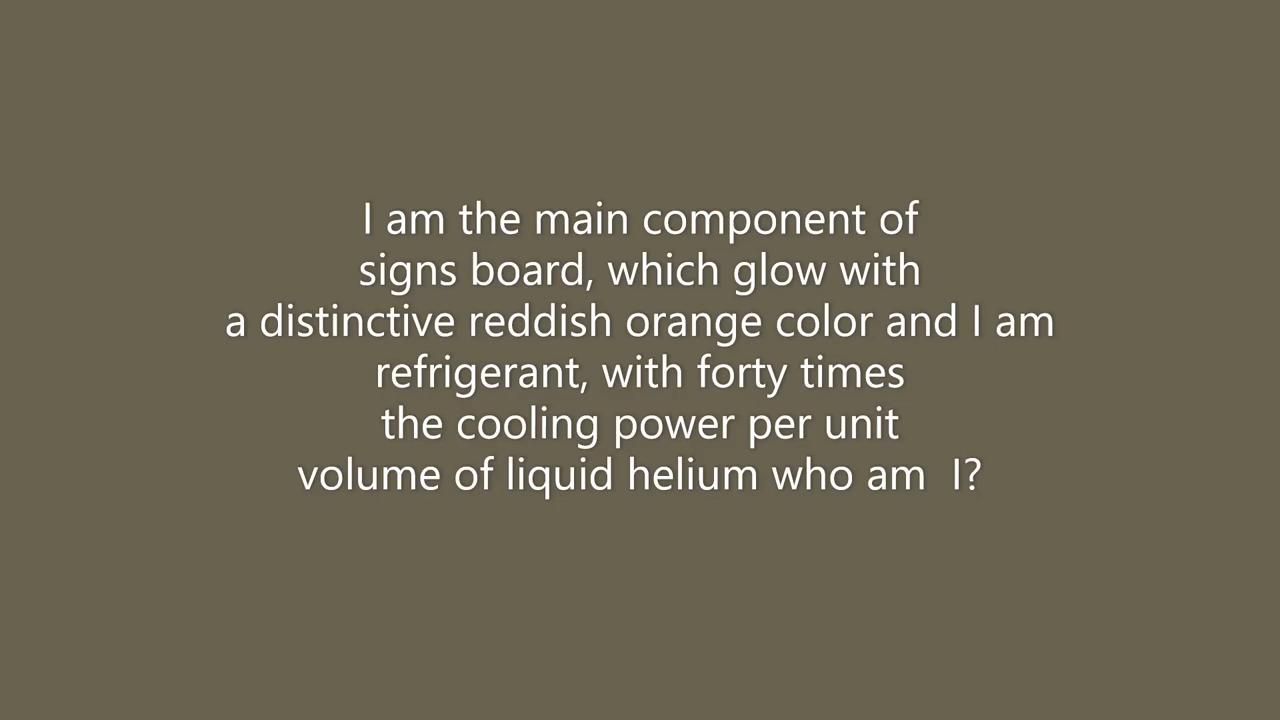 I am the main component of
signs board, which glow with
a distinctive reddish orange color and I am
refrigerant, with forty times
the cooling power per unit
volume of liquid helium who am  I?